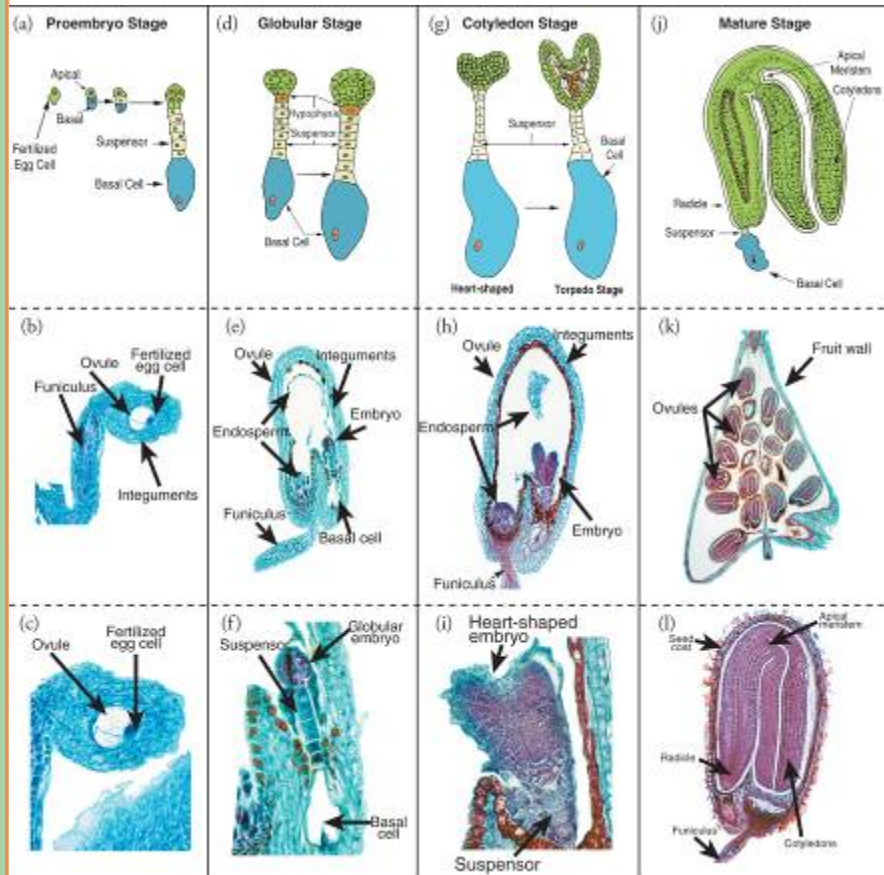 (a) Proembryo Stage
Apical
Basal
Fertilized
Egg Cell
Suspensor
Basal Cell
(d) Globular Stage
Hypophysis
Suspensor
Basal Cell
(g) Cotyledon Stage
Suspensor
Basal
Cell
Heart-shaped
Torpedo Stage
(j) Mature Stage
Apical
Meristem
Cotyledons
Radicle
Suspensor
Basal Cell
(b)
Ovule
Fertilized
egg cell
Funiculus
Integuments
(e)
Ovule
Integuments
Embryo
Endosperm
Funiculus
Basal cell
(h)
Ovule
Integuments
Endosperm
Embryo
Funiculus
(k)
Fruit wall
Ovules
(c)
Ovule
Fertilized
egg cell
(f)
Globular
embryo
Suspensor
Basal
cell
(i) Heart-shaped
embryo
Suspensor
(l)
Apical
meristem
Seed
coat
Radicle
Funiculus
Cotyledons